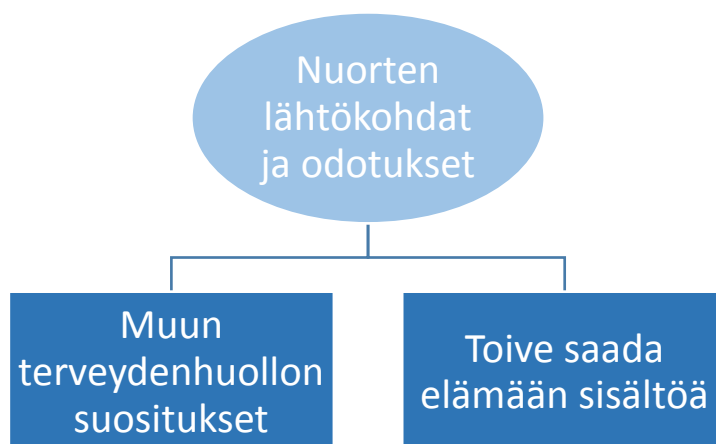 Nuorten
lähtökohdat
ja odotukset
Muun
terveydenhuollon
suositukset
Toive saada
elämään sisältöä